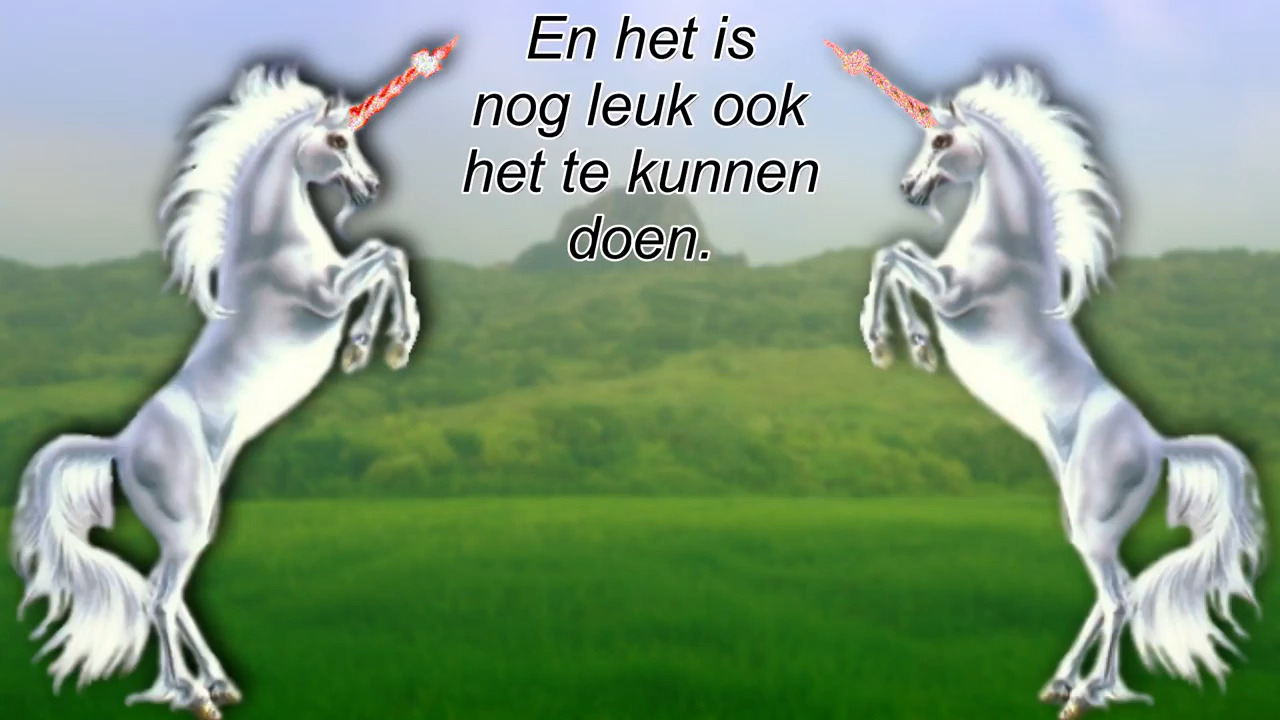 En het is
nog leuk ook
het te kunnen
doen.